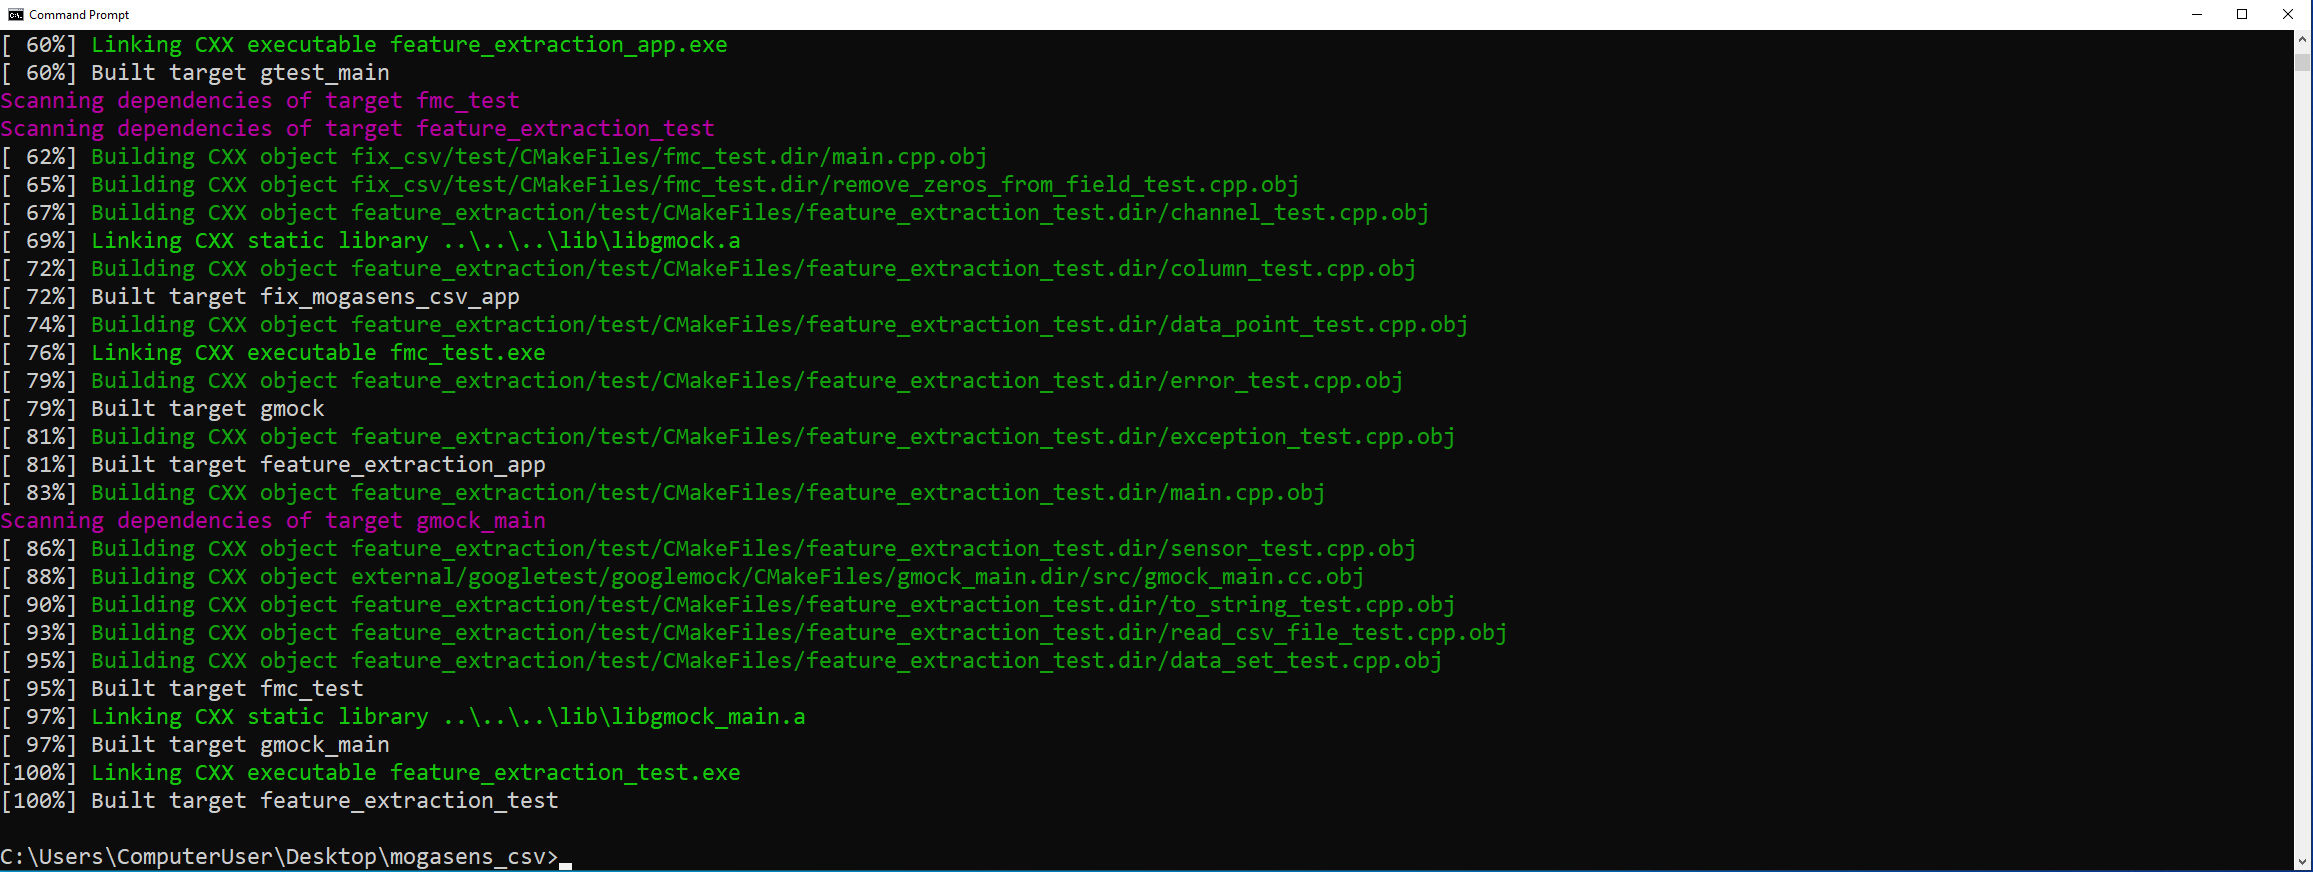 Command Prompt
[ 60%] Linking CXX executable feature_extraction_app.exe
[ 60%] Built target gtest_main
Scanning dependencies of target fmc_test
Scanning dependencies of target feature_extraction_test
[ 62%] Building CXX object fix_csv/test/CMakeFiles/fmc_test.dir/main.cpp.obj
[ 65%] Building CXX object fix_csv/test/CMakeFiles/fmc_test.dir/remove_zeros_from_field_test.cpp.obj
[ 67%] Building CXX object feature_extraction/test/CMakeFiles/feature_extraction_test.dir/channel_test.cpp.obj
[ 69%] Linking CXX static library ..\..\..\lib\libgmock.a
[ 72%] Building CXX object feature_extraction/test/CMakeFiles/feature_extraction_test.dir/column_test.cpp.obj
[ 72%] Built target fix_mogasens_csv_app
[ 74%] Building CXX object feature_extraction/test/CMakeFiles/feature_extraction_test.dir/data_point_test.cpp.obj
[ 76%] Linking CXX executable fmc_test.exe
[ 79%] Building CXX object feature_extraction/test/CMakeFiles/feature_extraction_test.dir/error_test.cpp.obj
[ 79%] Built target gmock
[ 81%] Building CXX object feature_extraction/test/CMakeFiles/feature_extraction_test.dir/exception_test.cpp.obj
[ 81%] Built target feature_extraction_app
[ 83%] Building CXX object feature_extraction/test/CMakeFiles/feature_extraction_test.dir/main.cpp.obj
Scanning dependencies of target gmock_main
[ 86%] Building CXX object feature_extraction/test/CMakeFiles/feature_extraction_test.dir/sensor_test.cpp.obj
[ 88%] Building CXX object external/googletest/googlemock/CMakeFiles/gmock_main.dir/src/gmock_main.cc.obj
[ 90%] Building CXX object feature_extraction/test/CMakeFiles/feature_extraction_test.dir/to_string_test.cpp.obj
[ 93%] Building CXX object feature_extraction/test/CMakeFiles/feature_extraction_test.dir/read_csv_file_test.cpp.obj
[ 95%] Building CXX object feature_extraction/test/CMakeFiles/feature_extraction_test.dir/data_set_test.cpp.obj
[ 95%] Built target fmc_test
[ 97%] Linking CXX static library ..\..\..\lib\libgmock_main.a
[ 97%] Built target gmock_main
[100%] Linking CXX executable feature_extraction_test.exe
[100%] Built target feature_extraction_test
C:\Users\ComputerUser\Desktop\mogasens_csv>